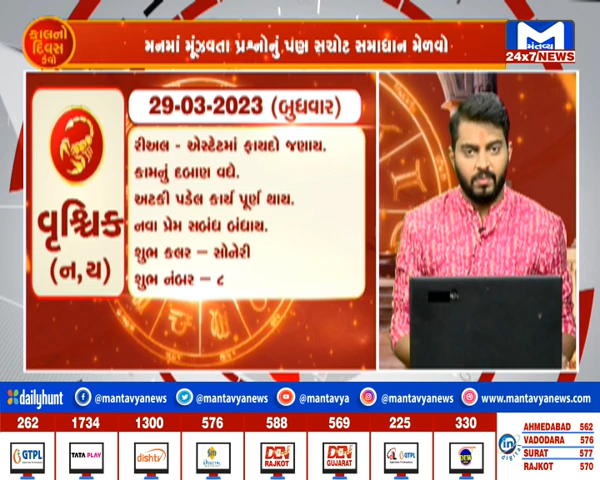 કાલનો
દિવસ
કેવો
મનમાં મૂંઝવતા પ્રશ્નોનું પણ સચોટ સમાધાન મેળવો
મંતવ્ય
24x7NEWS
29-03-2023 (બુધવાર)
રીઅલ - એસ્ટેટમાં ફાયદો જણાય.
કામનું દબાણ વધે.
અટકી પડેલ કાર્ય પૂર્ણ થાય.
નવા પ્રેમ સબંધ બંધાય.
શુભ કલર – સોનેરી
શુભ નંબર – ૮
વૃશ્ચિક
(ન,ય)
dailyhunt @mantavyanews @mantavyanews @mantavya @mantavyanews www.mantavyanews.com
262 1734 1300 576 588 569 225 330
GTPL TATA PLAY dishtv DEN RAJKOT DEN GUJARAT GTPL DEW
in digital
AHMEDABAD 562
VADODARA 576
SURAT 577
RAJKOT 570